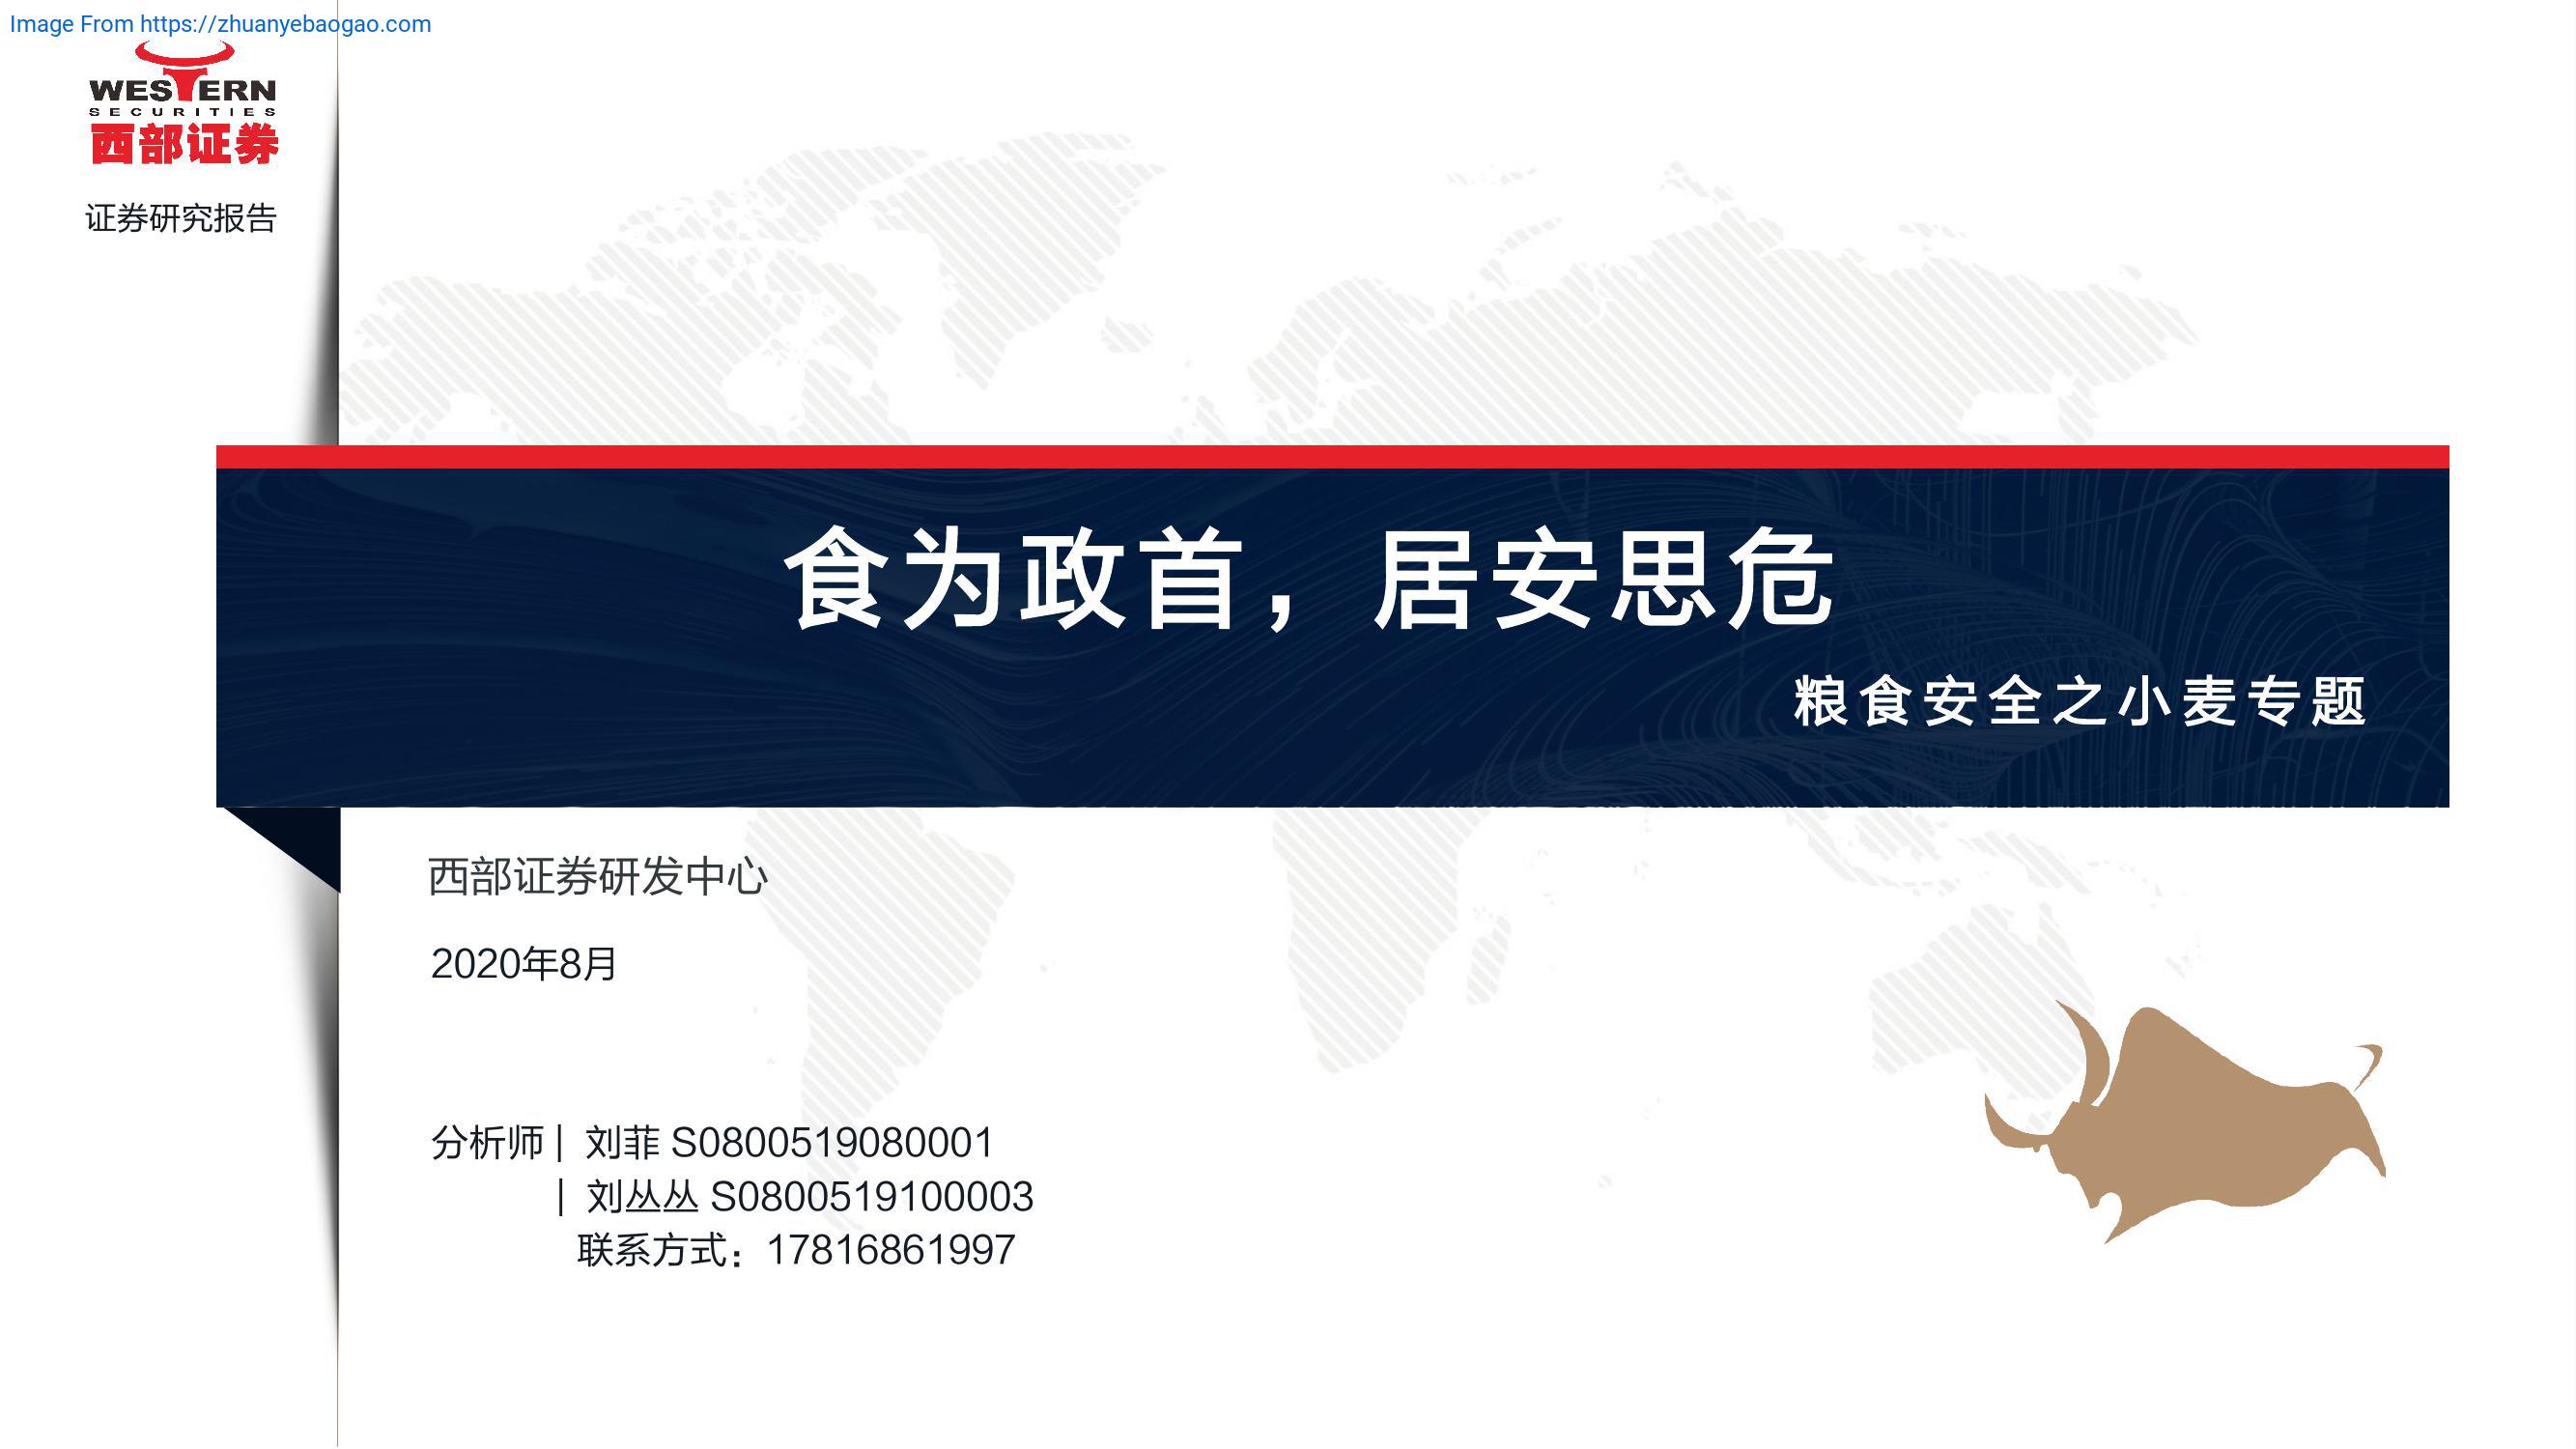 Image From https://zhuanyebaogao.com
WESTERN
SECURITIES
西部证券
证券研究报告
食为政首，居安思危
粮食安全之小麦专题
西部证券研发中心
2020年8月
分析师 | 刘菲 S0800519080001
| 刘丛丛 S0800519100003
联系方式：17816861997